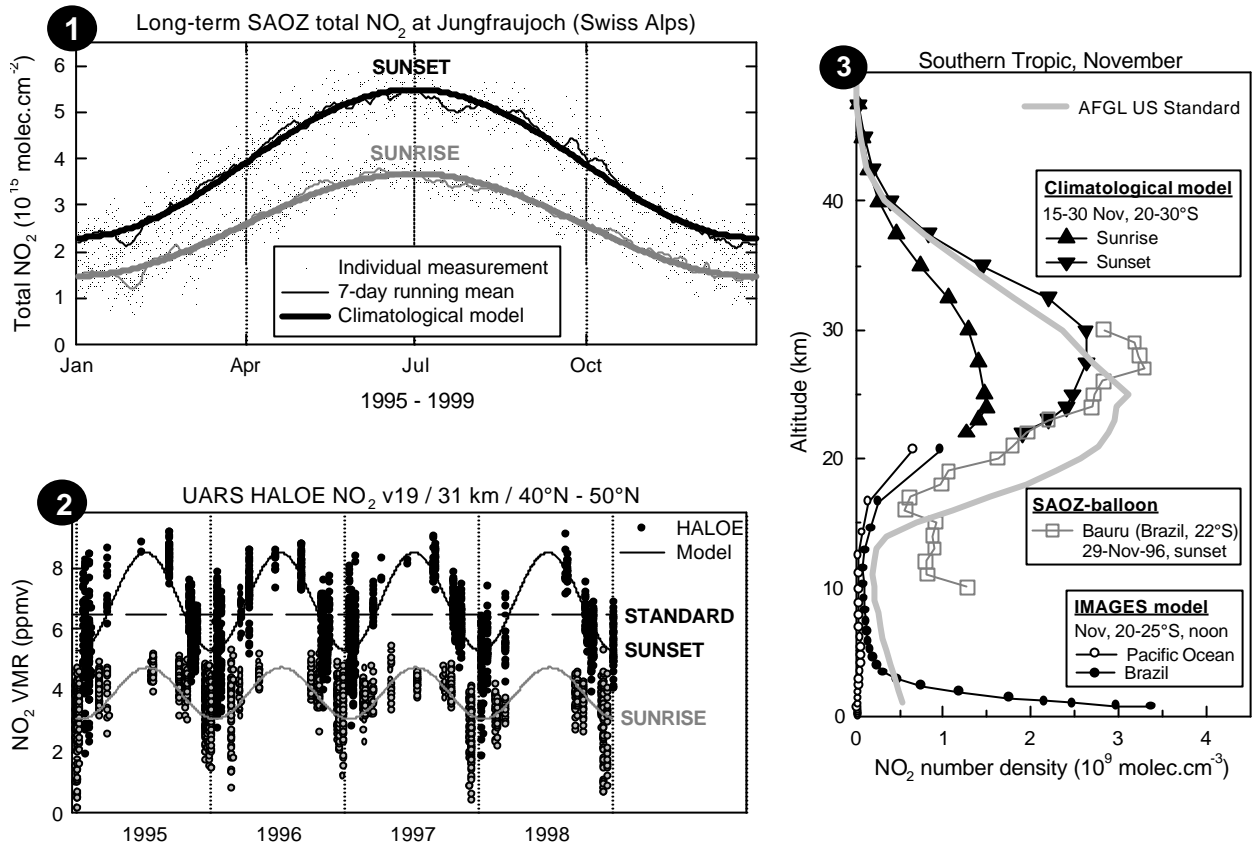 1
Long-term SAOZ total NO2 at Jungfraujoch (Swiss Alps)
Total NO2 (10^15 molec.cm^-2)
6
5
4
3
2
1
0
SUNSET
SUNRISE
Individual measurement
7-day running mean
Climatological model
Jan
Apr
Jul
Oct
1995 - 1999
2
UARS HALOE NO2 v19 / 31 km / 40°N - 50°N
NO2 VMR (ppmv)
8
6
4
2
0
HALOE
Model
STANDARD
SUNSET
SUNRISE
1995
1996
1997
1998
3
Southern Tropic, November
AFGL US Standard
Climatological model
15-30 Nov, 20-30°S
Sunrise
Sunset
SAOZ-balloon
Bauru (Brazil, 22°S)
29-Nov-96, sunset
IMAGES model
Nov, 20-25°S, noon
Pacific Ocean
Brazil
Altitude (km)
40
30
20
10
0
0
1
2
3
4
NO2 number density (10^9 molec.cm^-3)